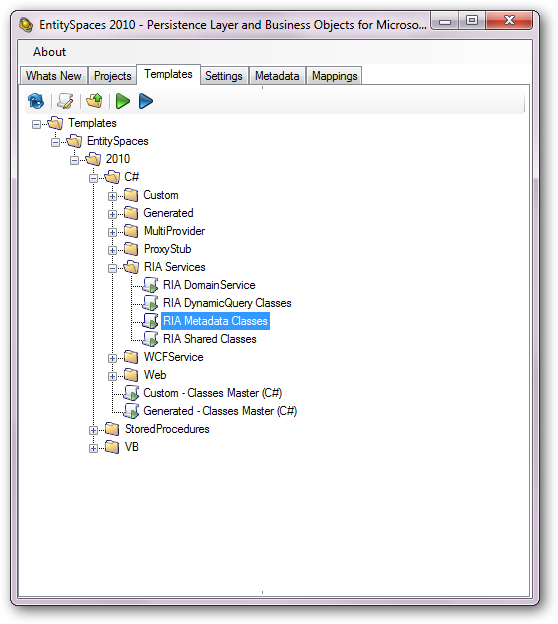 EntitySpaces 2010 - Persistence Layer and Business Objects for Microso...
About
Whats New Projects Templates Settings Metadata Mappings
Templates
EntitySpaces
2010
C#
Custom
Generated
MultiProvider
ProxyStub
RIA Services
RIA DomainService
RIA DynamicQuery Classes
RIA Metadata Classes
RIA Shared Classes
WCFService
Web
Custom - Classes Master (C#)
Generated - Classes Master (C#)
StoredProcedures
VB